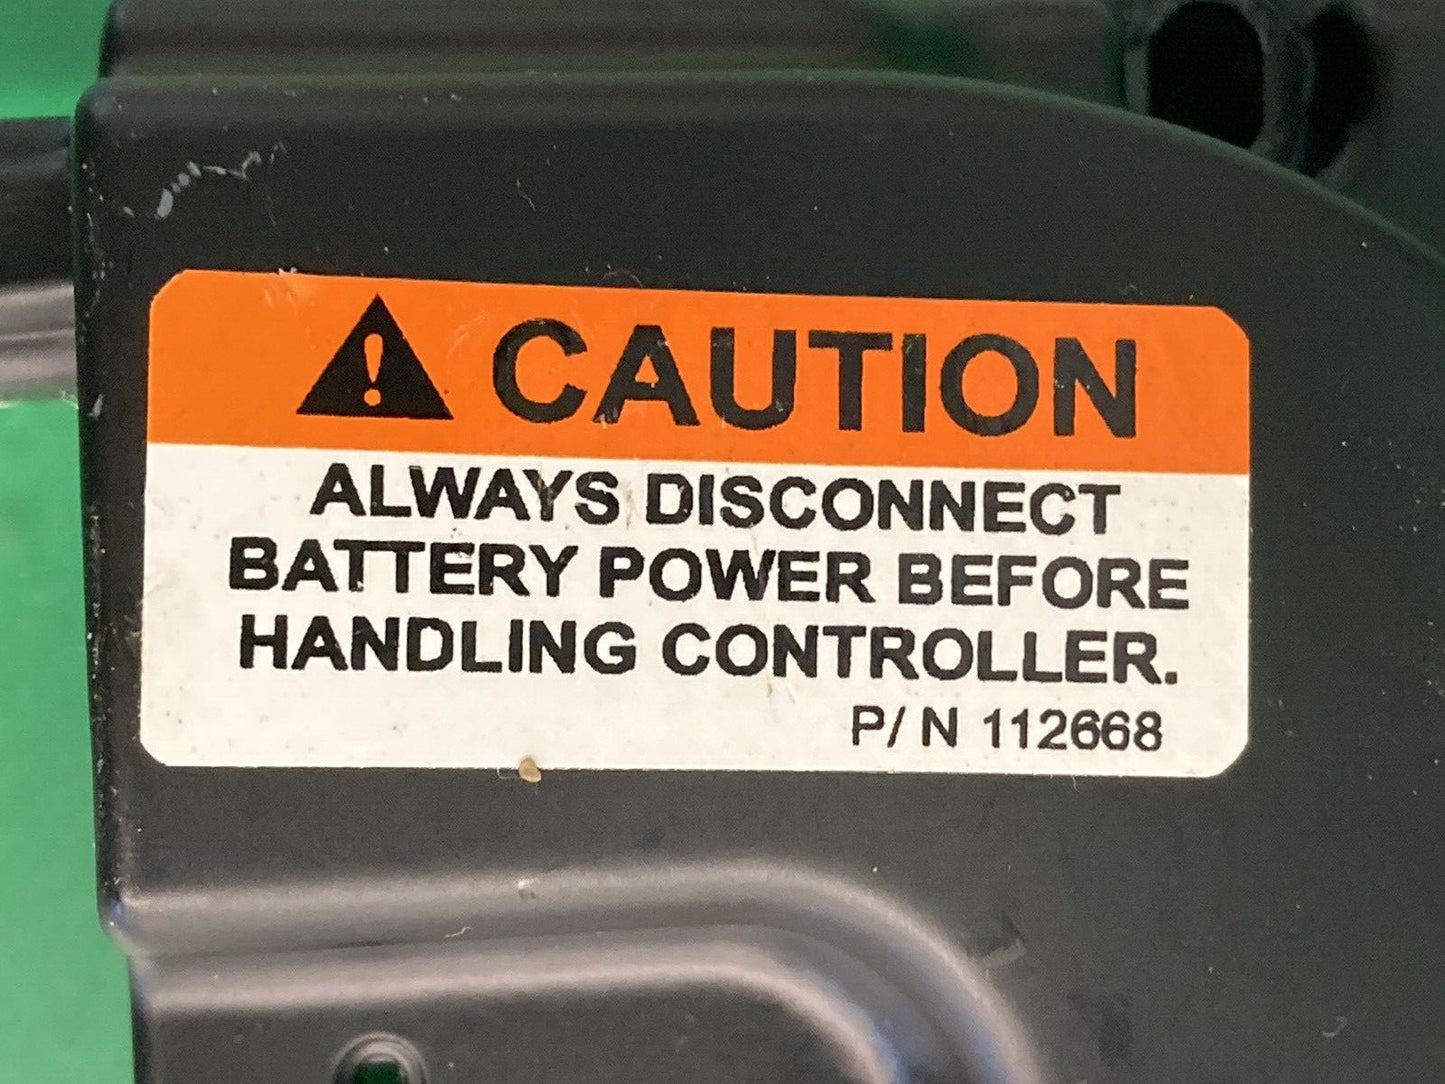 CAUTION
ALWAYS DISCONNECT
BATTERY POWER BEFORE
HANDLING CONTROLLER.
P/ N 112668